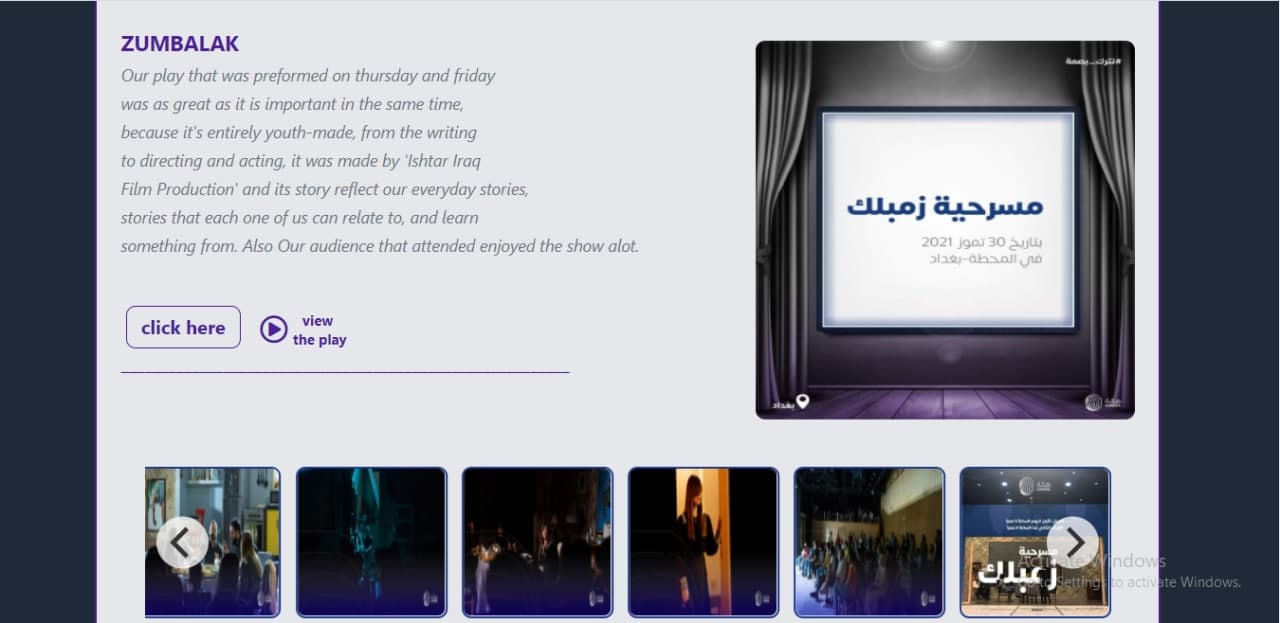 ZUMBALAK
Our play that was preformed on thursday and friday
was as great as it is important in the same time,
because it's entirely youth-made, from the writing
to directing and acting, it was made by 'Ishtar Iraq
Film Production' and its story reflect our everyday stories,
stories that each one of us can relate to, and learn
something from. Also Our audience that attended enjoyed the show alot.
click here
view
the play
#نترك...بصمة
مسرحية زمبلك
بتاريخ 30 تموز 2021
في المحطة-بغداد
بغداد
مسرحية
زمبلك
Activate Windows
Go to Settings to activate Windows.